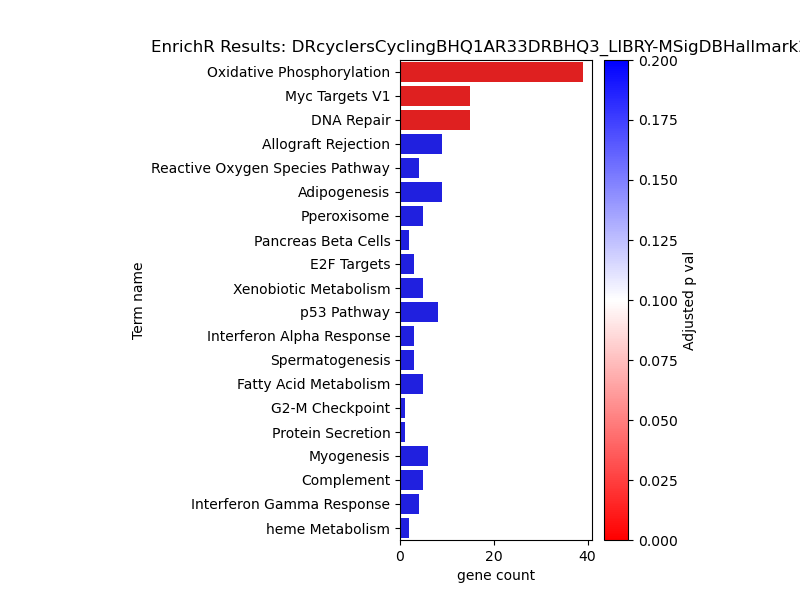 EnrichR Results: DRcyclersCyclingBHQ1AR33DRBHQ3_LIBRY-MSigDBHallmark
Oxidative Phosphorylation
Myc Targets V1
DNA Repair
Allograft Rejection
Reactive Oxygen Species Pathway
Adipogenesis
Pperoxisome
Pancreas Beta Cells
E2F Targets
Xenobiotic Metabolism
p53 Pathway
Interferon Alpha Response
Spermatogenesis
Fatty Acid Metabolism
G2-M Checkpoint
Protein Secretion
Myogenesis
Complement
Interferon Gamma Response
heme Metabolism
Term name
0 20 40
gene count
0.200
0.175
0.150
0.125
0.100
0.075
0.050
0.025
0.000
Adjusted p val